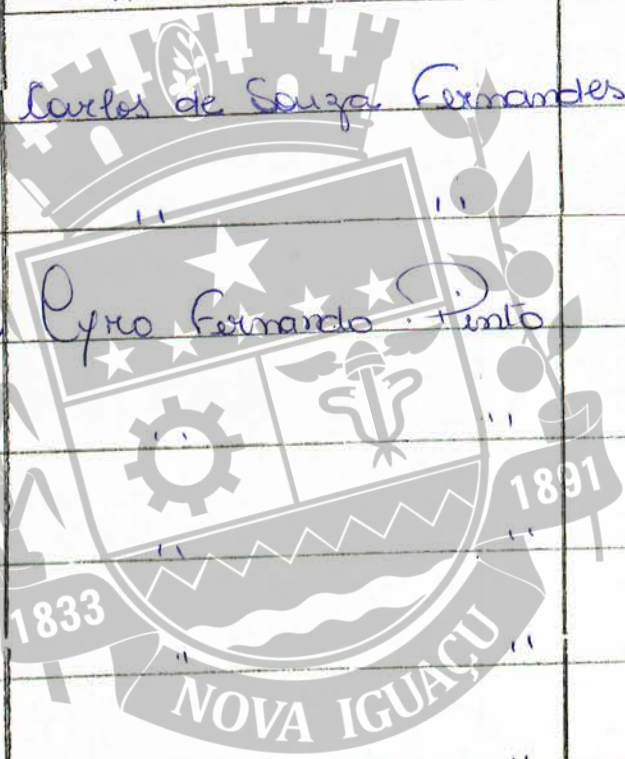 Carlos de Souza Fernandes
" "
Cyro Fernando Pinto
" "
" "
" "
"
1833
1891
NOVA IGUAÇU